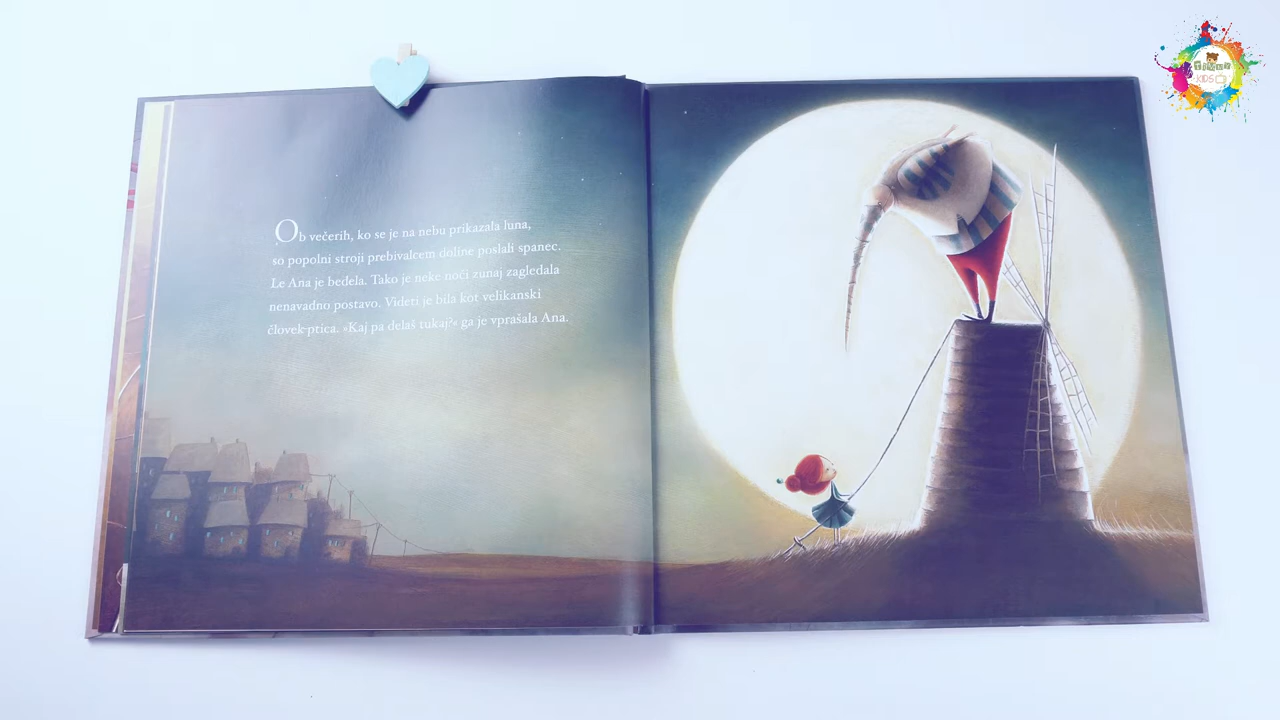 Ob večerih, ko se je na nebu prikazala luna,
so popolni stroji prebivalcem doline poslali spanec.
Le Ana je bedela. Tako je neke noči zunaj zagledala
nenavadno postavo. Videti je bila kot velikanski
človek-ptica. »Kaj pa delaš tukaj?« ga je vprašala Ana.
KIDS